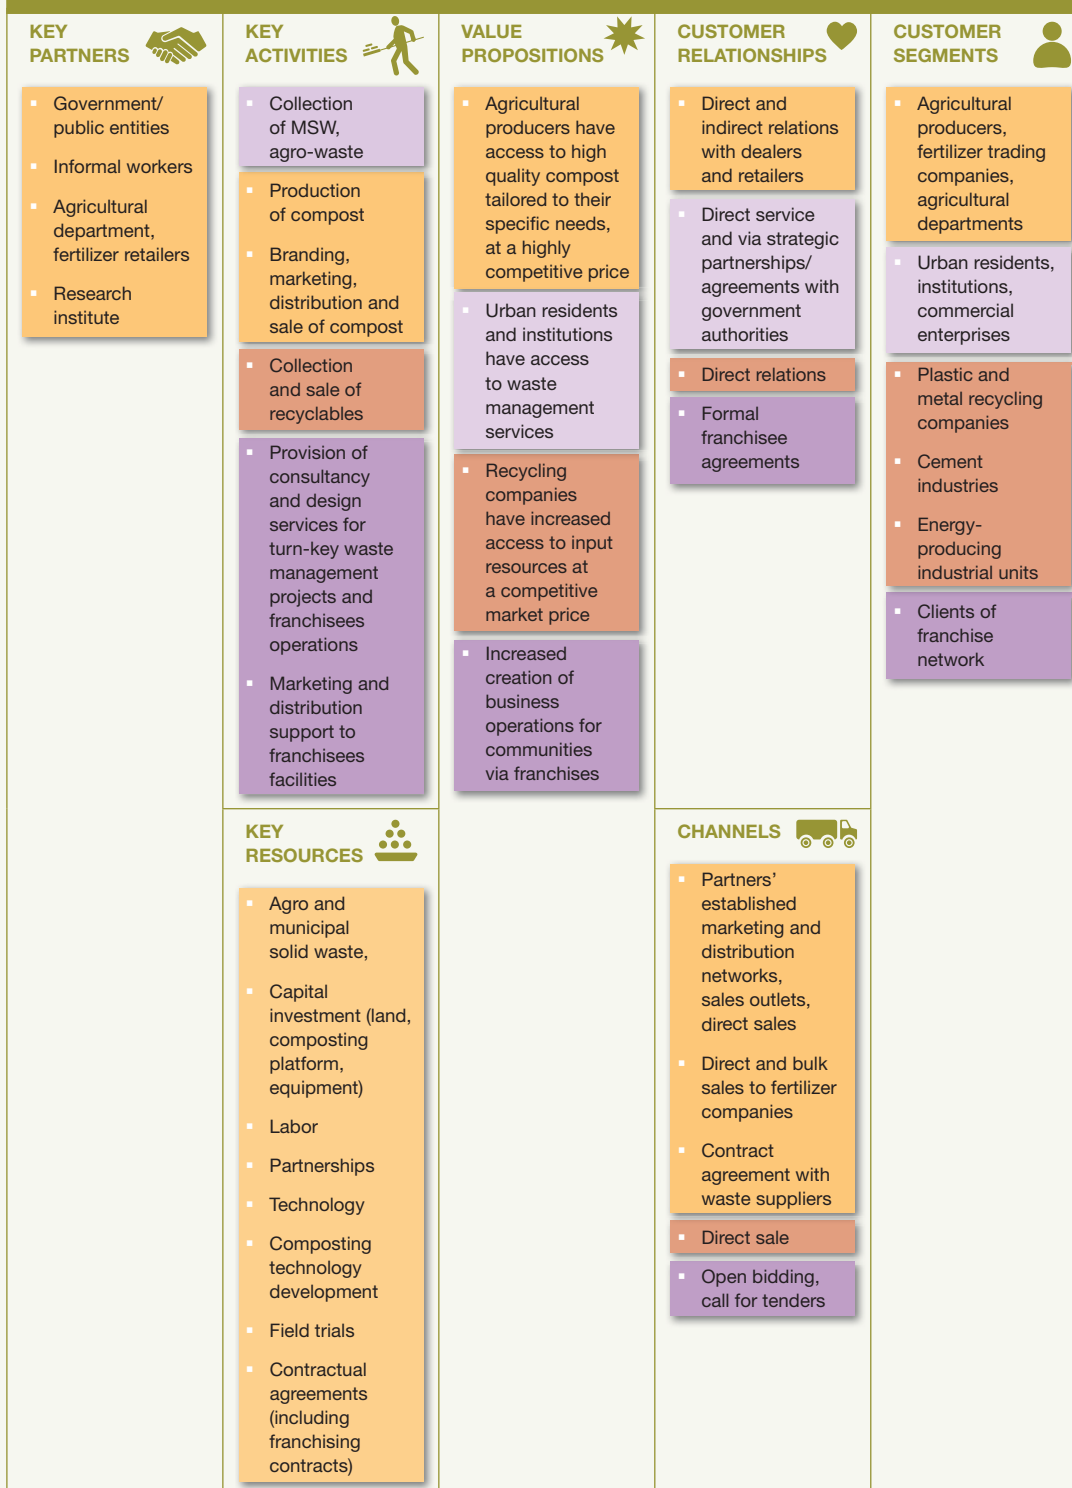 KEY
PARTNERS
Government/
public entities
Informal workers
Agricultural
department,
fertilizer retailers
Research
institute
KEY
ACTIVITIES
Collection
of MSW,
agro-waste
Production
of compost
Branding,
marketing,
distribution and
sale of compost
Collection
and sale of
recyclables
Provision of
consultancy
and design
services for
turn-key waste
management
projects and
franchisees
operations
Marketing and
distribution
support to
franchisees
facilities
KEY
RESOURCES
Agro and
municipal
solid waste,
Capital
investment (land,
composting
platform,
equipment)
Labor
Partnerships
Technology
Composting
technology
development
Field trials
Contractual
agreements
(including
franchising
contracts)
VALUE
PROPOSITIONS
Agricultural
producers have
access to high
quality compost
tailored to their
specific needs,
at a highly
competitive price
Urban residents
and institutions
have access
to waste
management
services
Recycling
companies
have increased
access to input
resources at
a competitive
market price
Increased
creation of
business
operations for
communities
via franchises
CUSTOMER
RELATIONSHIPS
Direct and
indirect relations
with dealers
and retailers
Direct service
and via strategic
partnerships/
agreements with
government
authorities
Direct relations
Formal
franchisee
agreements
CHANNELS
Partners’
established
marketing and
distribution
networks,
sales outlets,
direct sales
Direct and bulk
sales to fertilizer
companies
Contract
agreement with
waste suppliers
Direct sale
Open bidding,
call for tenders
CUSTOMER
SEGMENTS
Agricultural
producers,
fertilizer trading
companies,
agricultural
departments
Urban residents,
institutions,
commercial
enterprises
Plastic and
metal recycling
companies
Cement
industries
Energy-
producing
industrial units
Clients of
franchise
network